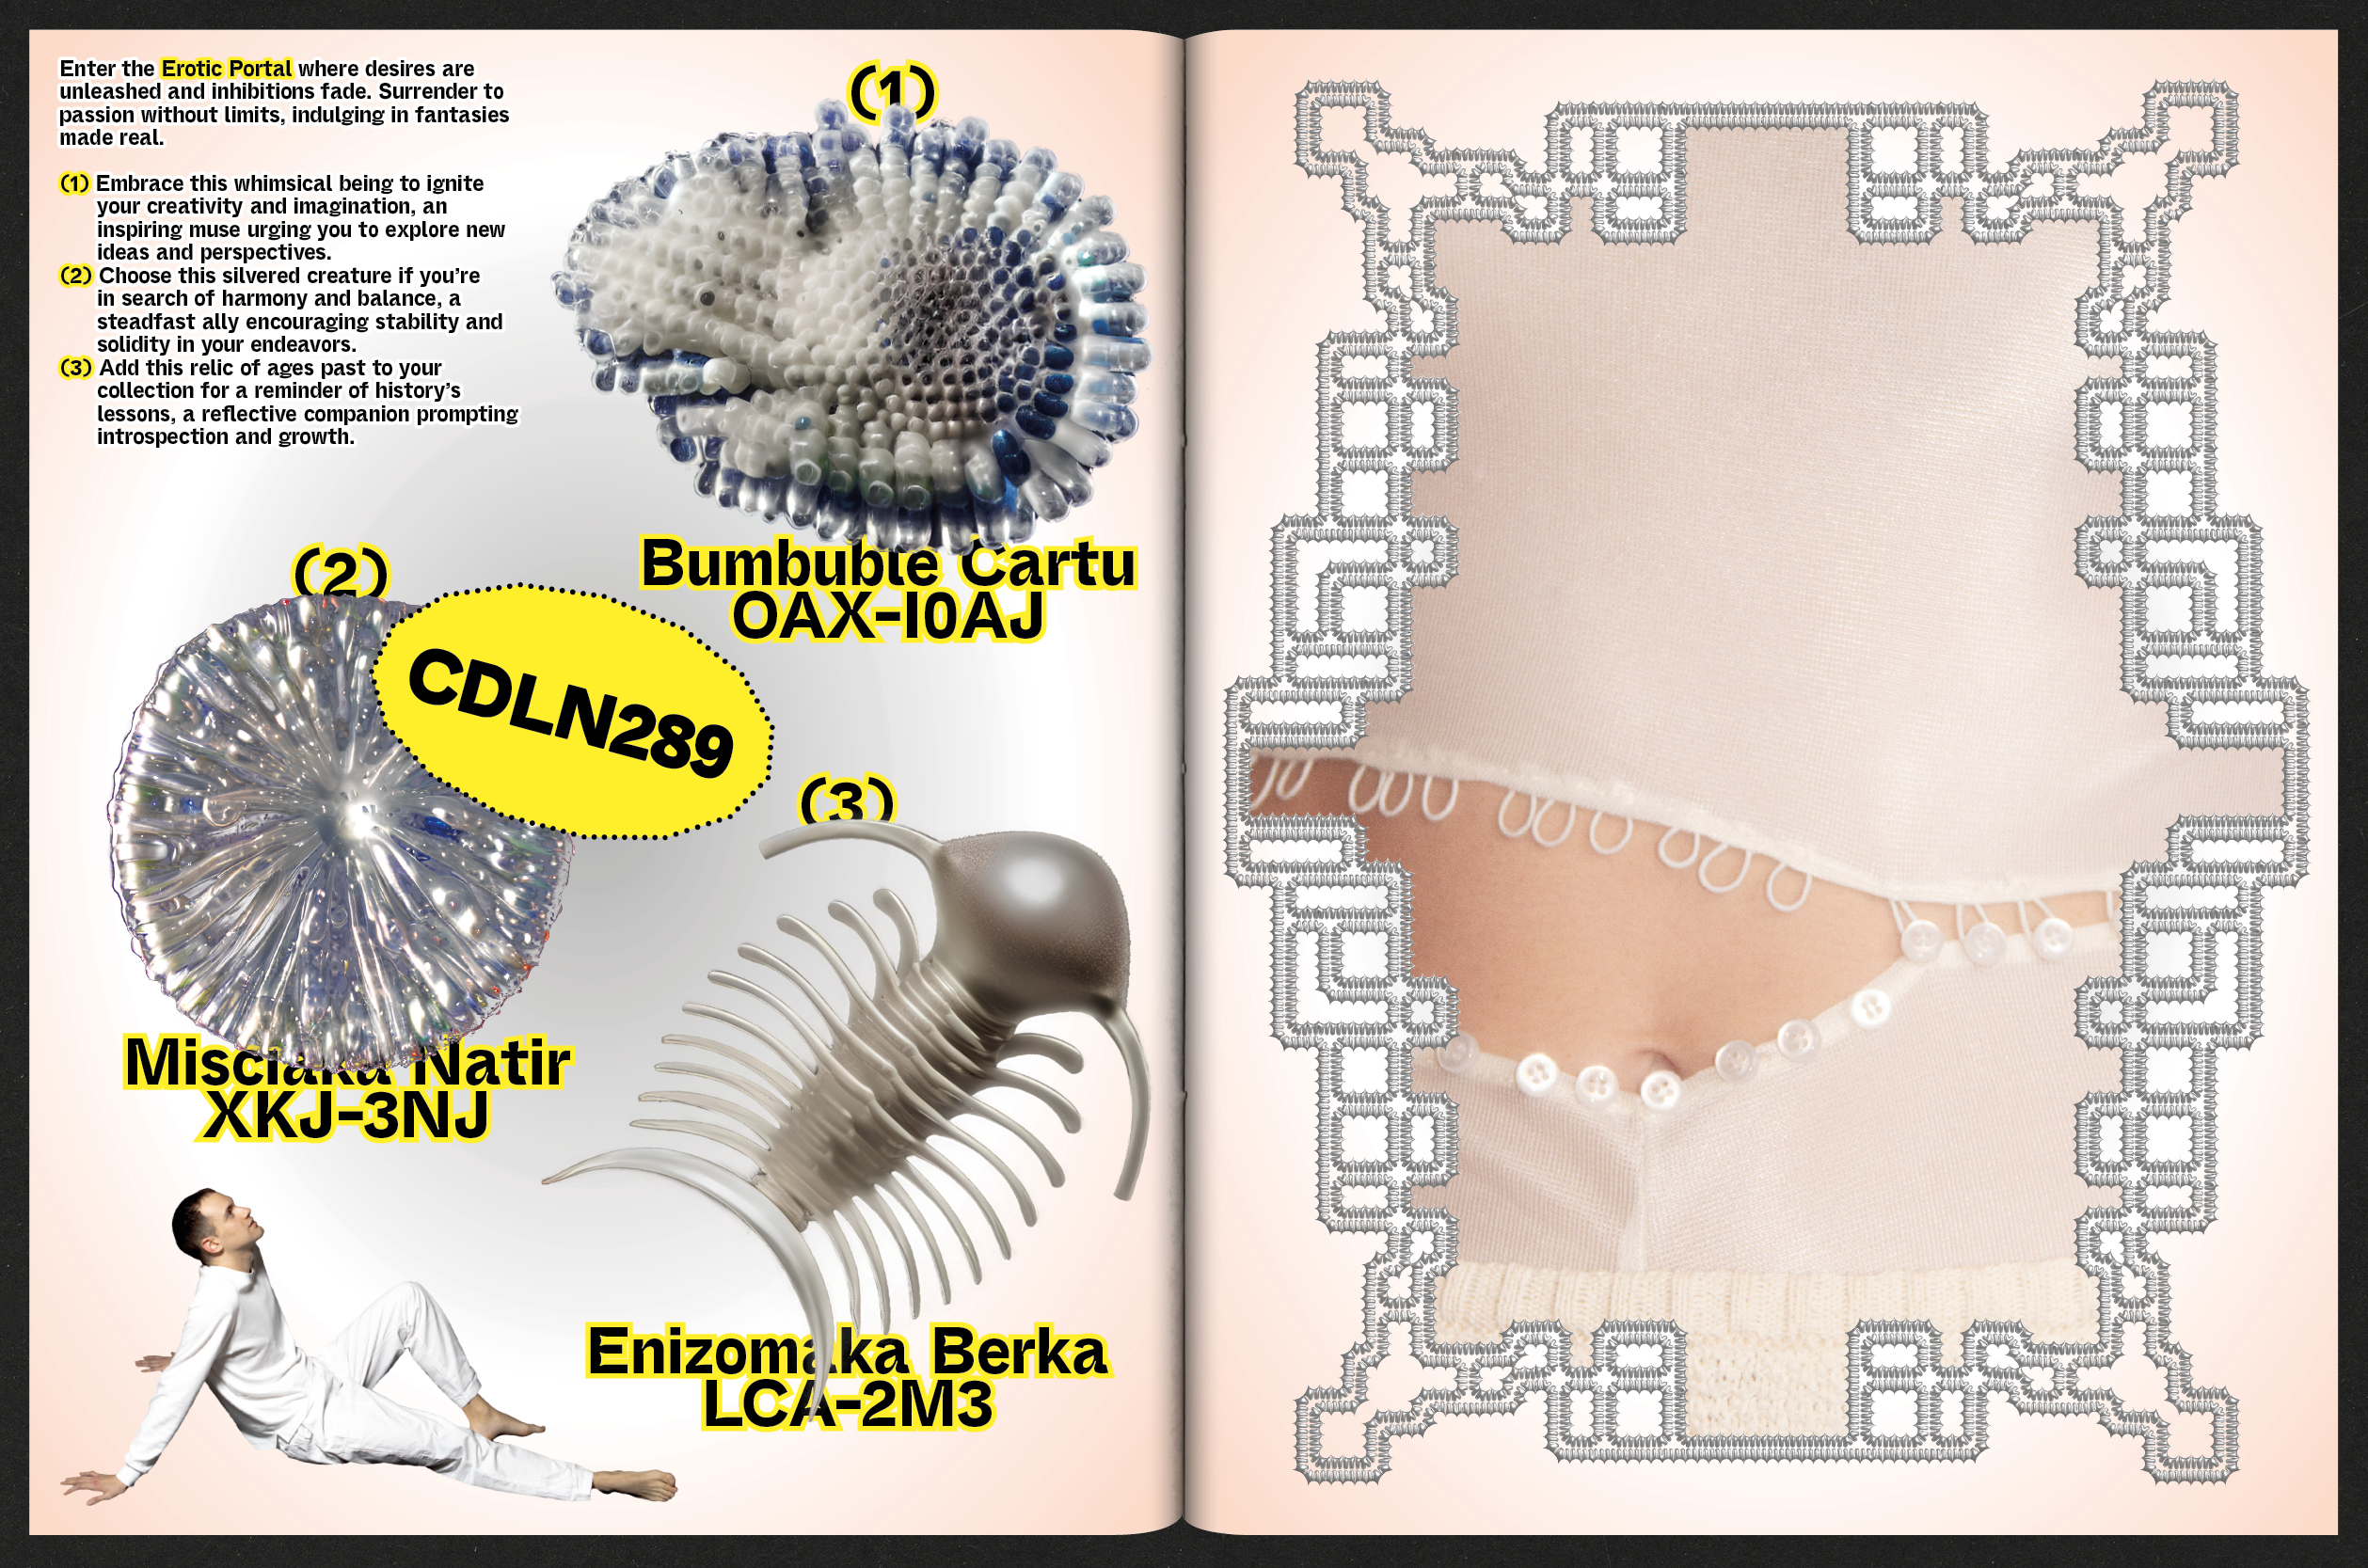 Enter the Erotic Portal where desires are
unleashed and inhibitions fade. Surrender to
passion without limits, indulging in fantasies
made real.
(1) Embrace this whimsical being to ignite
your creativity and imagination, an
inspiring muse urging you to explore new
ideas and perspectives.
(2) Choose this silvered creature if you’re
in search of harmony and balance, a
steadfast ally encouraging stability and
solidity in your endeavors.
(3) Add this relic of ages past to your
collection for a reminder of history’s
lessons, a reflective companion prompting
introspection and growth.
(1)
Bumbuble Cartu
OAX-I0AJ
(2)
CDLN289
Misciaka Natir
XKJ-3NJ
(3)
Enizomaka Berka
LCA-2M3